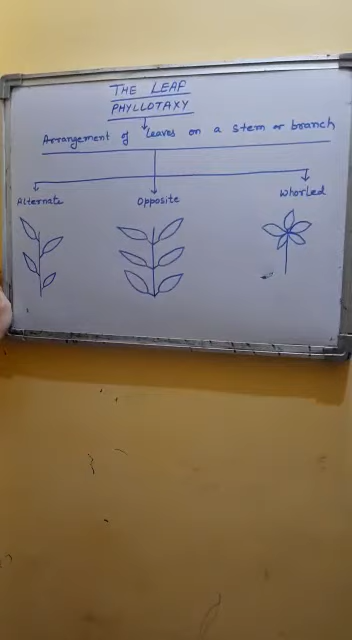 THE LEAF
PHYLLOTAXY
Arrangement of leaves on a stem or branch
Alternate
Opposite
Whorled